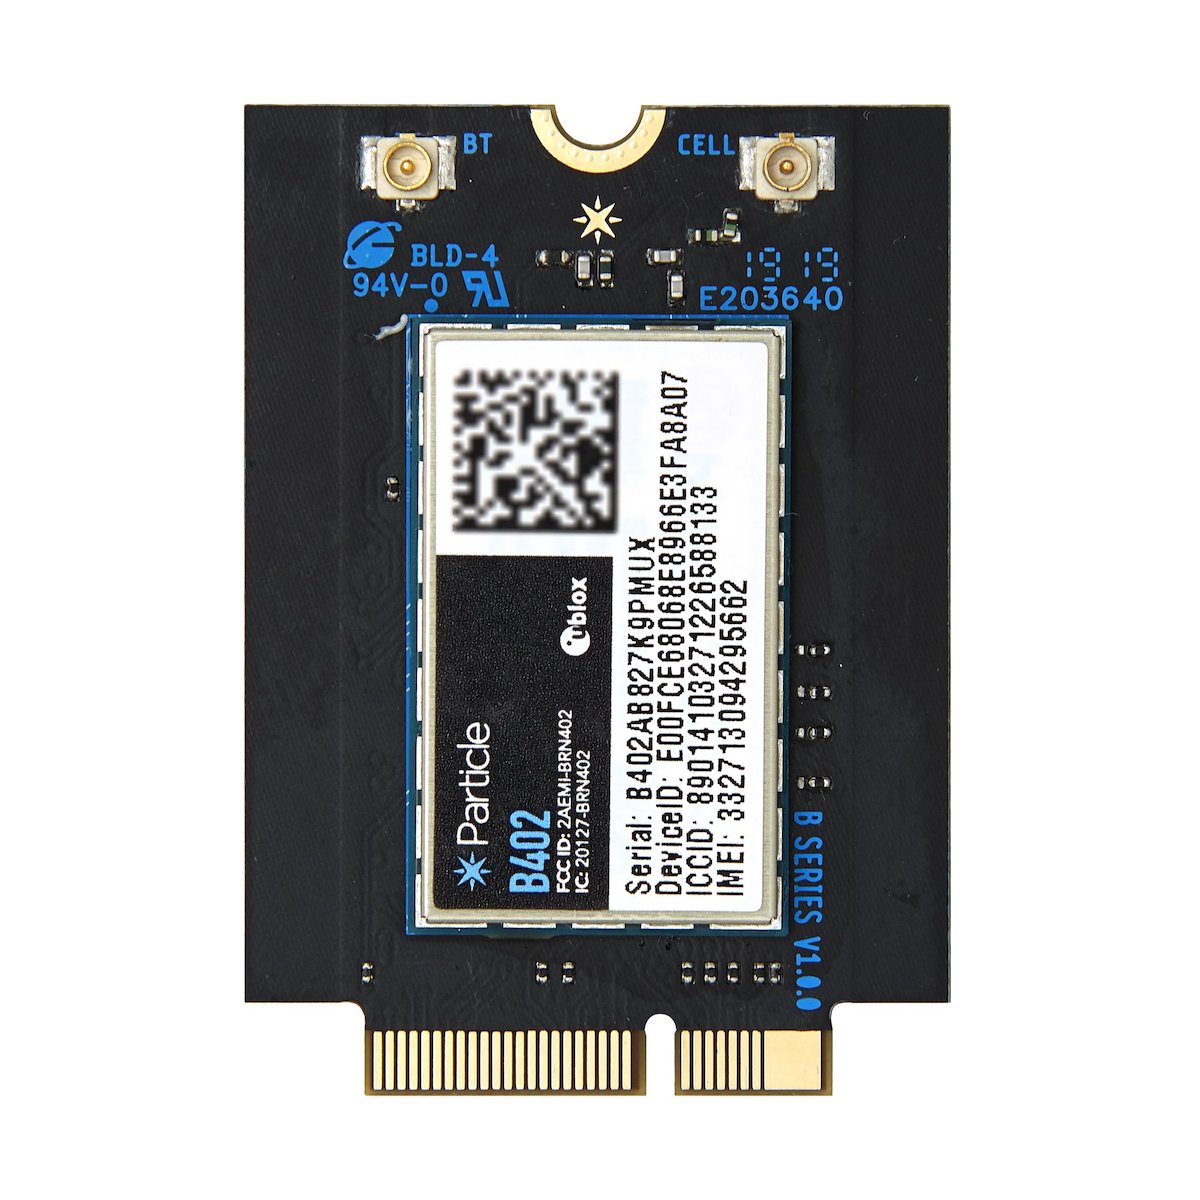 BT
CELL
BLD-4
94V-0
1919
E203640
Particle
B402
FCC ID: 2AEMI-BRN402
IC: 20127-BRN402
ublox
Serial: B402AB827K9PMUX
DeviceID: E00FCE68068E8966E3FA8A07
ICCID: 89014103271226588133
IMEI: 332713094295662
B SERIES V1.0.0